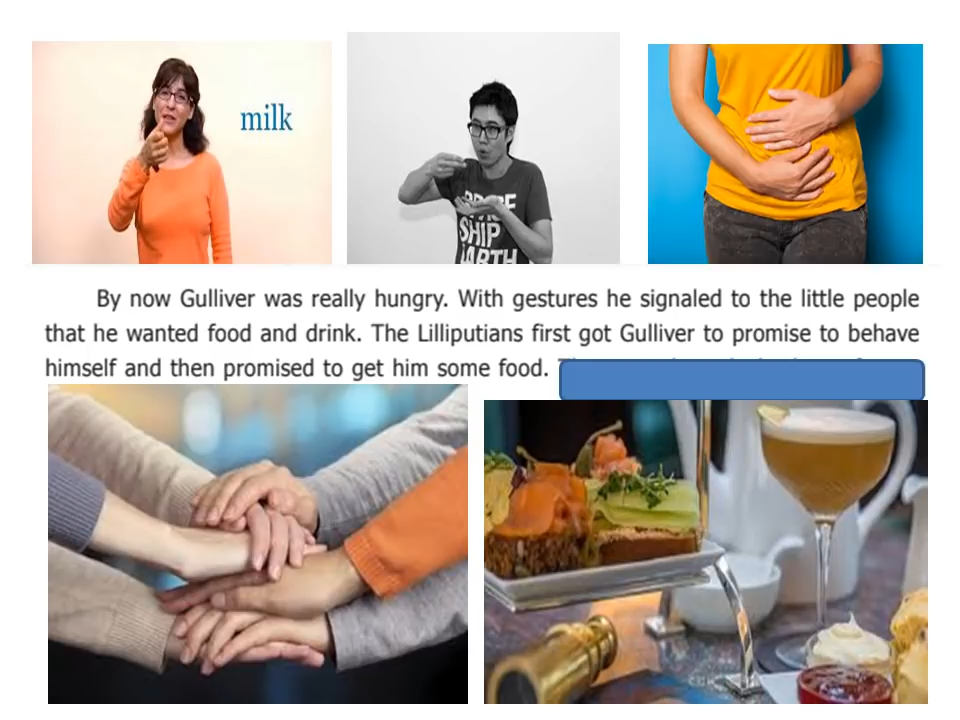 milk
SHIP
By now Gulliver was really hungry. With gestures he signaled to the little people
that he wanted food and drink. The Lilliputians first got Gulliver to promise to behave
himself and then promised to get him some food.